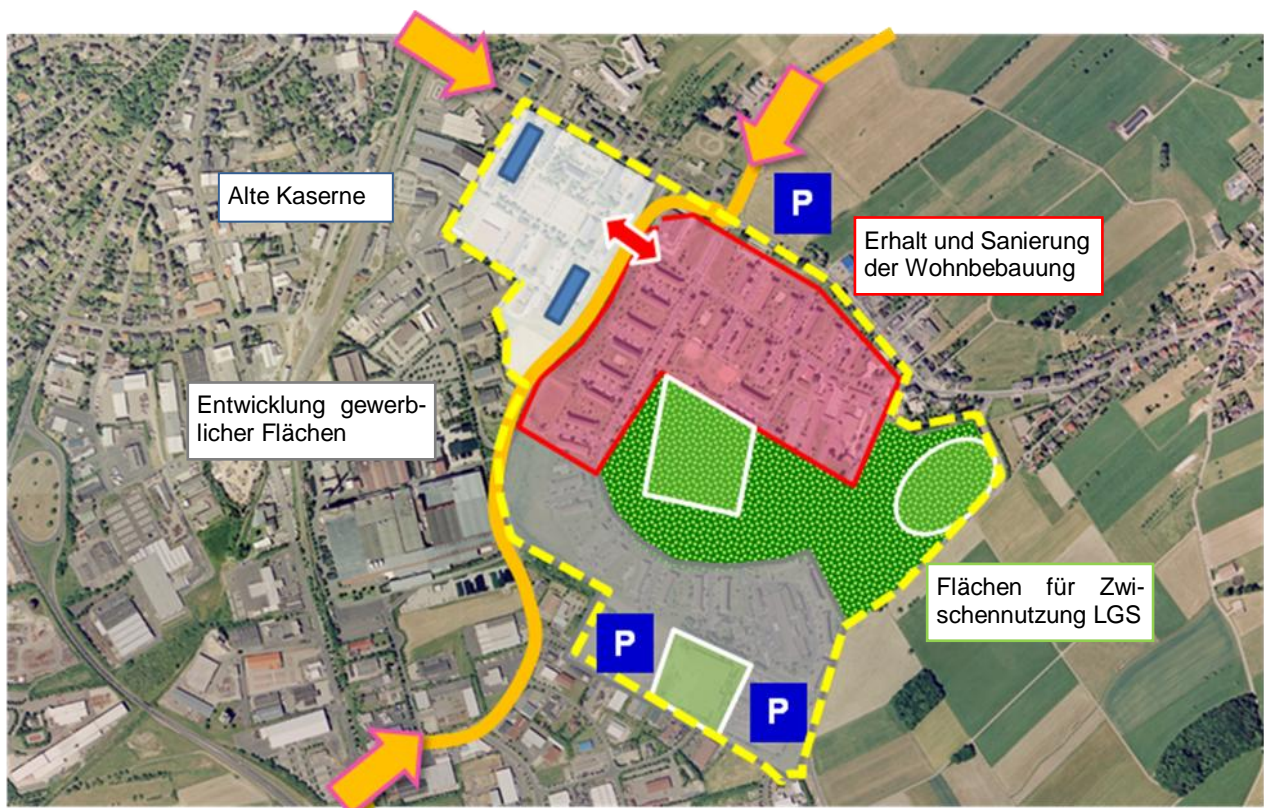 Alte Kaserne
P
Erhalt und Sanierung
der Wohnbebauung
Entwicklung gewerb-
licher Flächen
Flächen für Zwi-
schennutzung LGS
P
P